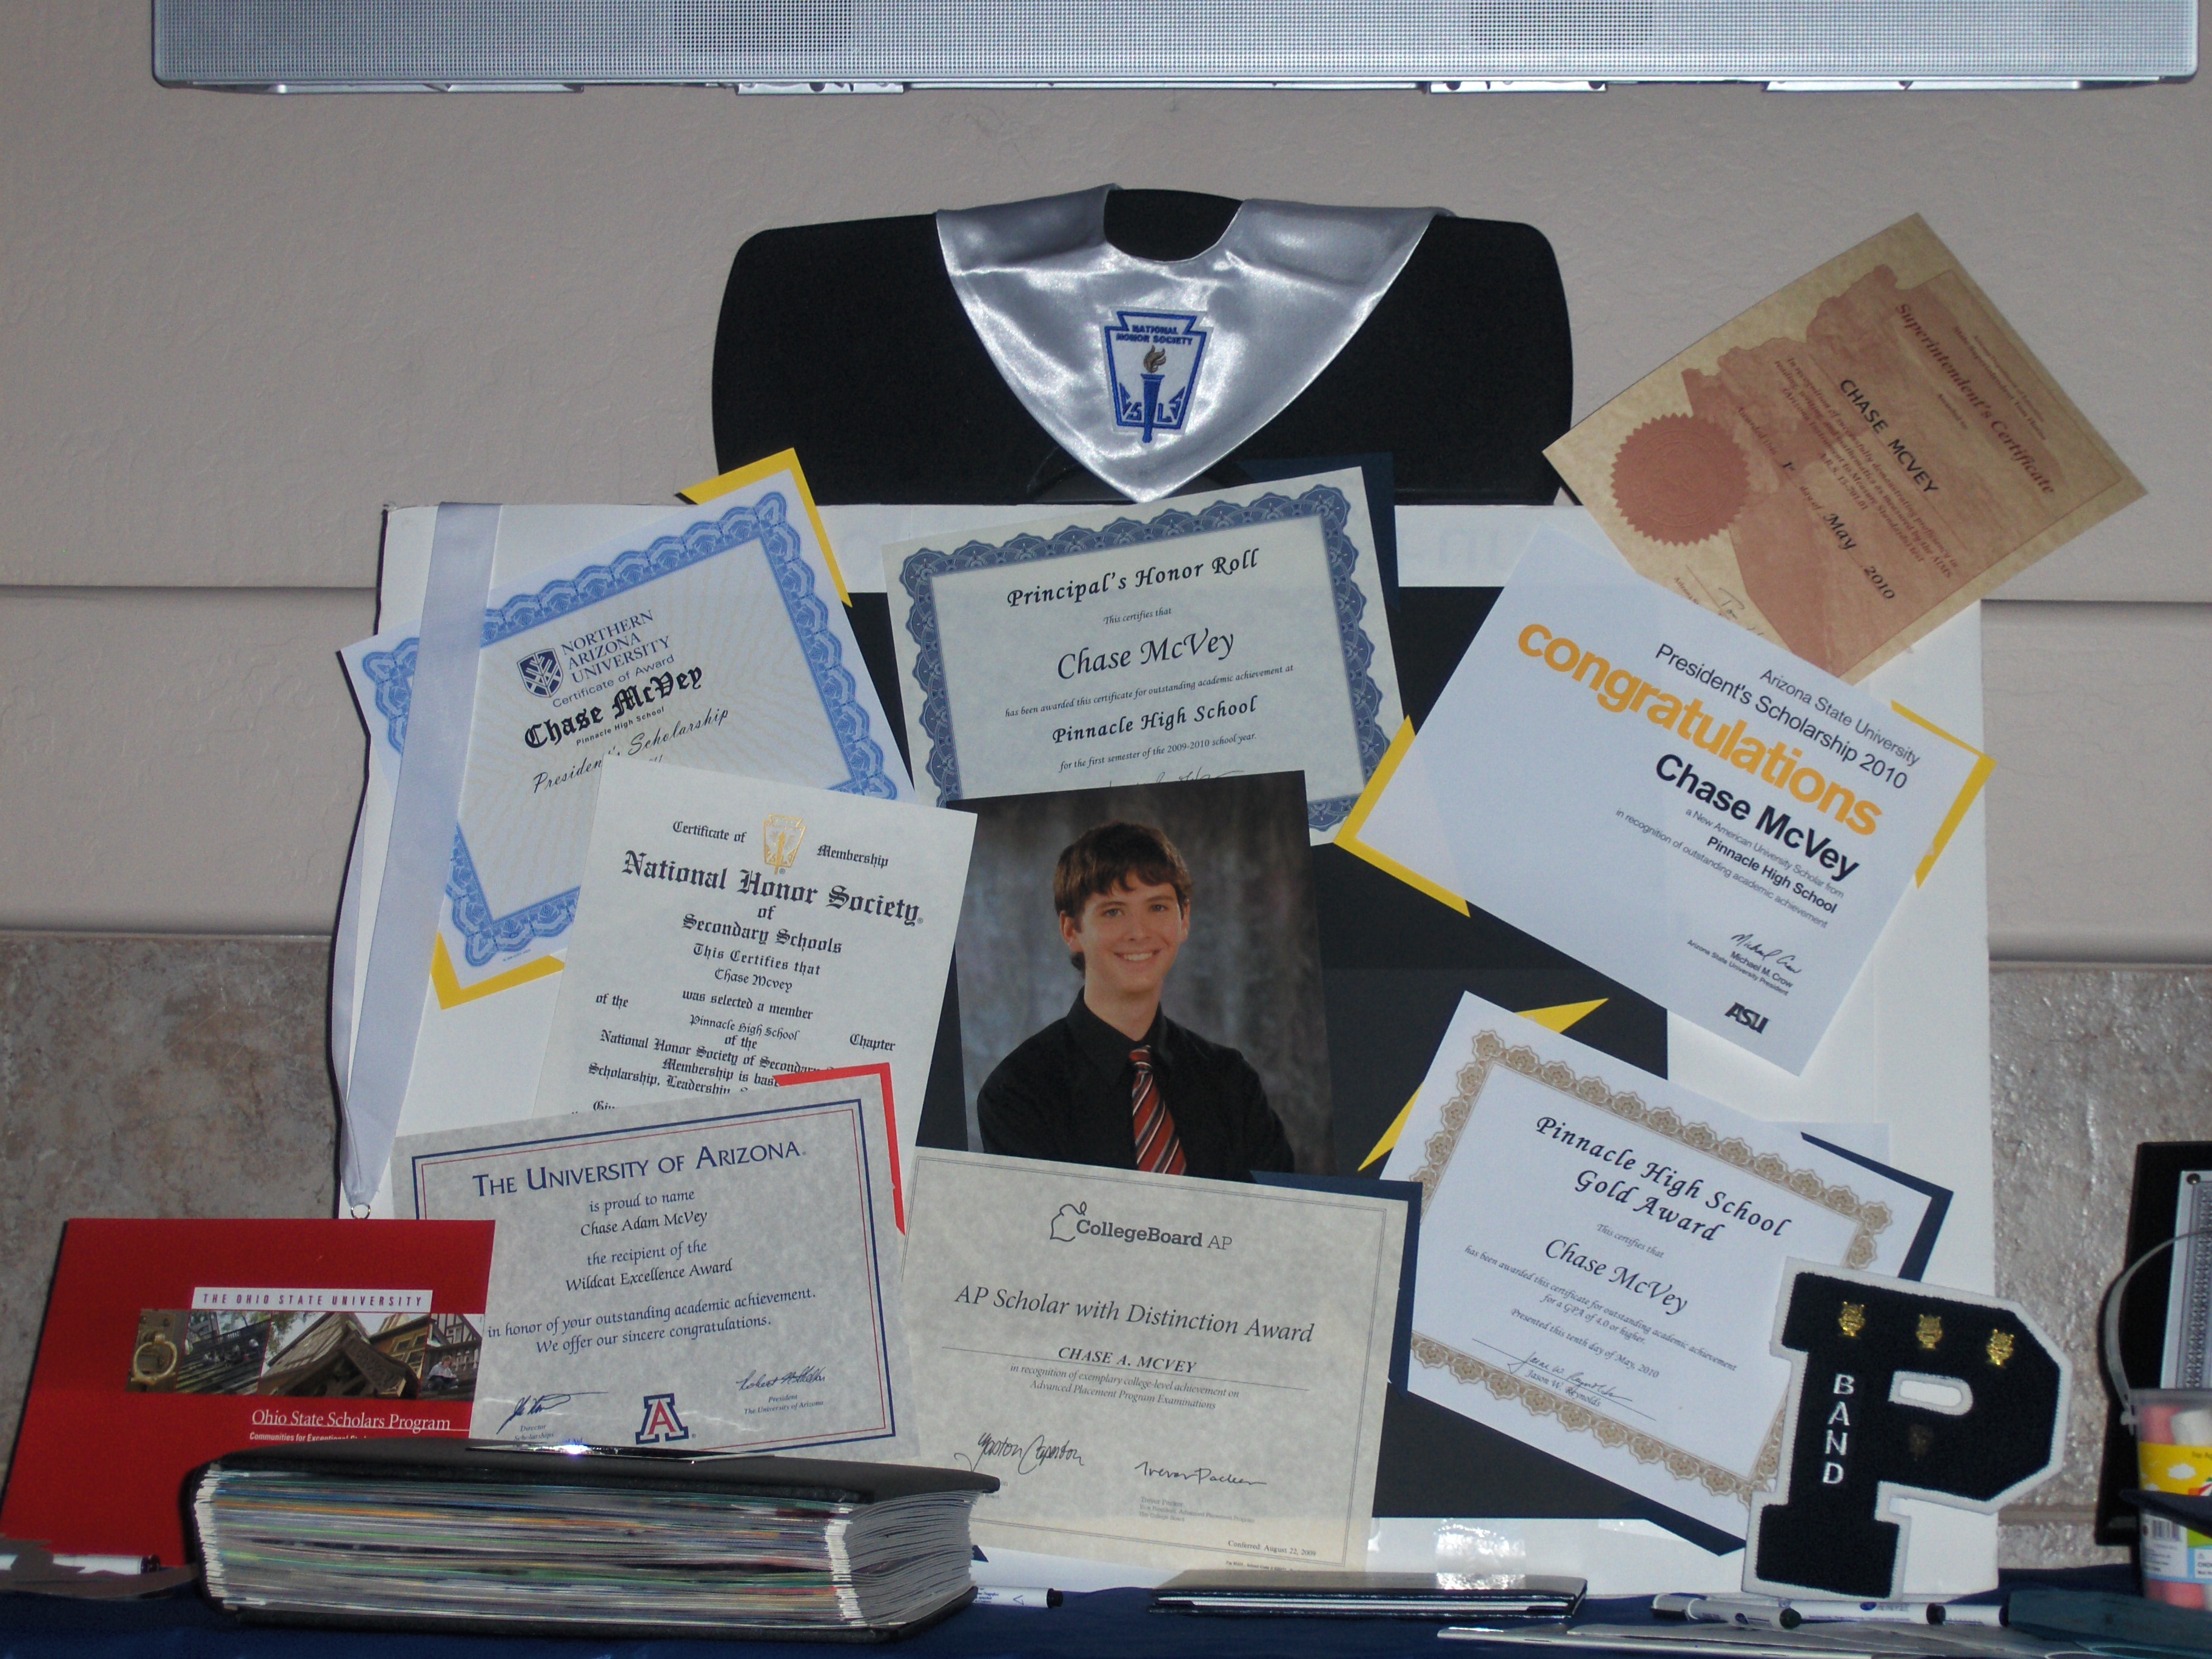 NATIONAL
HONOR SOCIETY
S L
Superintendent's Certificate
Awarded to
CHASE MCVEY
1st day of May 2010
NORTHERN
ARIZONA
UNIVERSITY
Certificate of Award
Chase McVey
Pinnacle High School
Scholarship
Principal's Honor Roll
This certifies that
Chase McVey
has been awarded this certificate for outstanding academic achievement at
Pinnacle High School
for the first semester of the 2009-2010 school year.
Arizona State University
President's Scholarship 2010
congratulations
Chase McVey
a New American University Scholar from
Pinnacle High School
in recognition of outstanding academic achievement
Michael M. Crow
Arizona State University President
ASU
Certificate of Membership
National Honor Society
of
Secondary Schools
This Certifies that
Chase Mcvey
was selected a member
of the Pinnacle High School Chapter
of the
National Honor Society of Secondary
Membership is
Scholarship, Leadership,
THE UNIVERSITY OF ARIZONA
is proud to name
Chase Adam McVey
the recipient of the
Wildcat Excellence Award
in honor of your outstanding academic achievement.
We offer our sincere congratulations.
Director
Scholarships
President
The University of Arizona
A
CollegeBoard AP
AP Scholar with Distinction Award
CHASE A. MCVEY
in recognition of exemplary college-level achievement on
Advanced Placement Program Examinations
Trevor Packer
The College Board
Conferred: August 22, 2009
Pinnacle High School
Gold Award
This certifies that
Chase McVey
has been awarded this certificate for outstanding academic achievement
for a GPA of 4.0 or higher.
Presented this tenth day of May, 2010
Jason W. Reynolds
BAND
THE OHIO STATE UNIVERSITY
Ohio State Scholars Program
Communities for